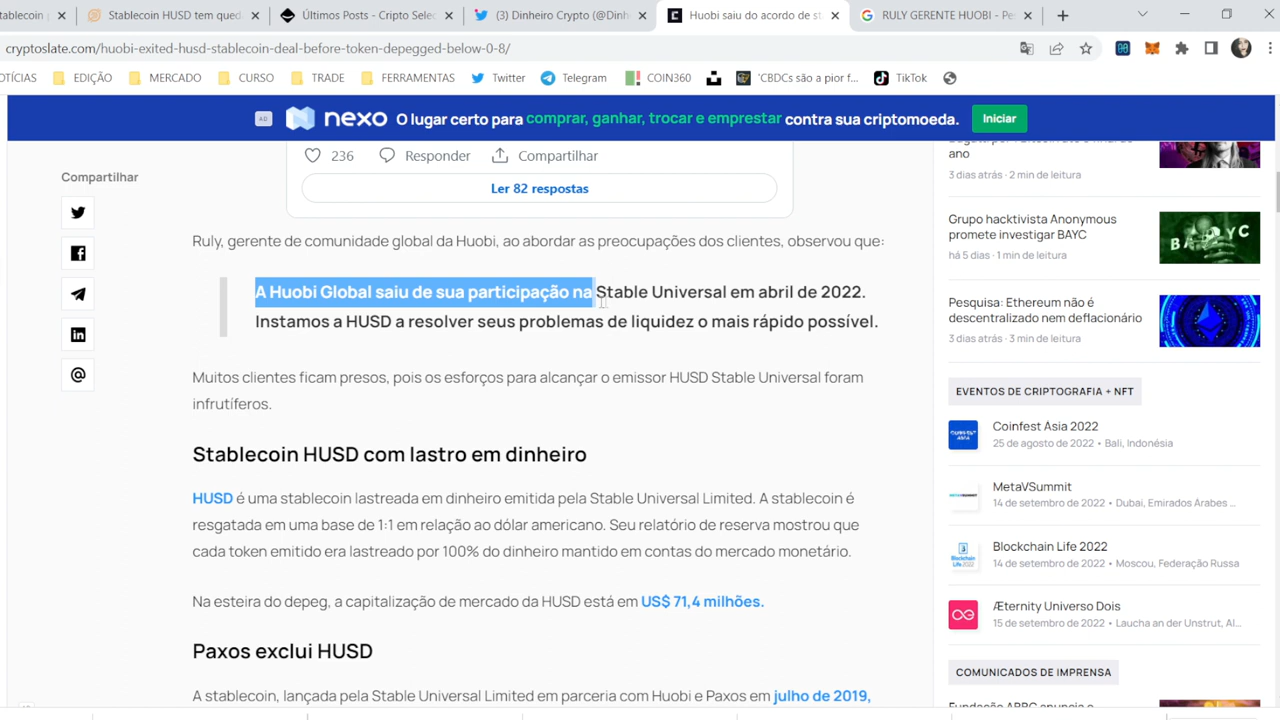 tablecoin p
Stablecoin HUSD tem qued
Últimos Posts - Cripto Selec
(3) Dinheiro Crypto (@Dinh
Huobi saiu do acordo de st
RULY GERENTE HUOBI - Pe
cryptoslate.com/huobi-exited-husd-stablecoin-deal-before-token-depegged-below-0-8/
OTÍCIAS
EDIÇÃO
MERCADO
CURSO
TRADE
FERRAMENTAS
Twitter
Telegram
COIN360
'CBDCs são a pior f...
TikTok
AD
nexo
O lugar certo para comprar, ganhar, trocar e emprestar contra sua criptomoeda.
Iniciar
236
Responder
Compartilhar
Ler 82 respostas
Compartilhar
Ruly, gerente de comunidade global da Huobi, ao abordar as preocupações dos clientes, observou que:
A Huobi Global saiu de sua participação na Stable Universal em abril de 2022.
Instamos a HUSD a resolver seus problemas de liquidez o mais rápido possível.
Muitos clientes ficam presos, pois os esforços para alcançar o emissor HUSD Stable Universal foram
infrutíferos.
Stablecoin HUSD com lastro em dinheiro
HUSD é uma stablecoin lastreada em dinheiro emitida pela Stable Universal Limited. A stablecoin é
resgatada em uma base de 1:1 em relação ao dólar americano. Seu relatório de reserva mostrou que
cada token emitido era lastreado por 100% do dinheiro mantido em contas do mercado monetário.
Na esteira do depeg, a capitalização de mercado da HUSD está em US$ 71,4 milhões.
Paxos exclui HUSD
A stablecoin, lançada pela Stable Universal Limited em parceria com Huobi e Paxos em julho de 2019,
ano
3 dias atrás • 2 min de leitura
Grupo hacktivista Anonymous
promete investigar BAYC
há 5 dias • 1 min de leitura
Pesquisa: Ethereum não é
descentralizado nem deflacionário
3 dias atrás • 3 min de leitura
EVENTOS DE CRIPTOGRAFIA + NFT
Coinfest Asia 2022
25 de agosto de 2022 • Bali, Indonésia
MetaVSummit
14 de setembro de 2022 • Dubai, Emirados Árabes ...
Blockchain Life 2022
14 de setembro de 2022 • Moscou, Federação Russa
Æternity Universo Dois
15 de setembro de 2022 • Laucha an der Unstrut, Al...
COMUNICADOS DE IMPRENSA